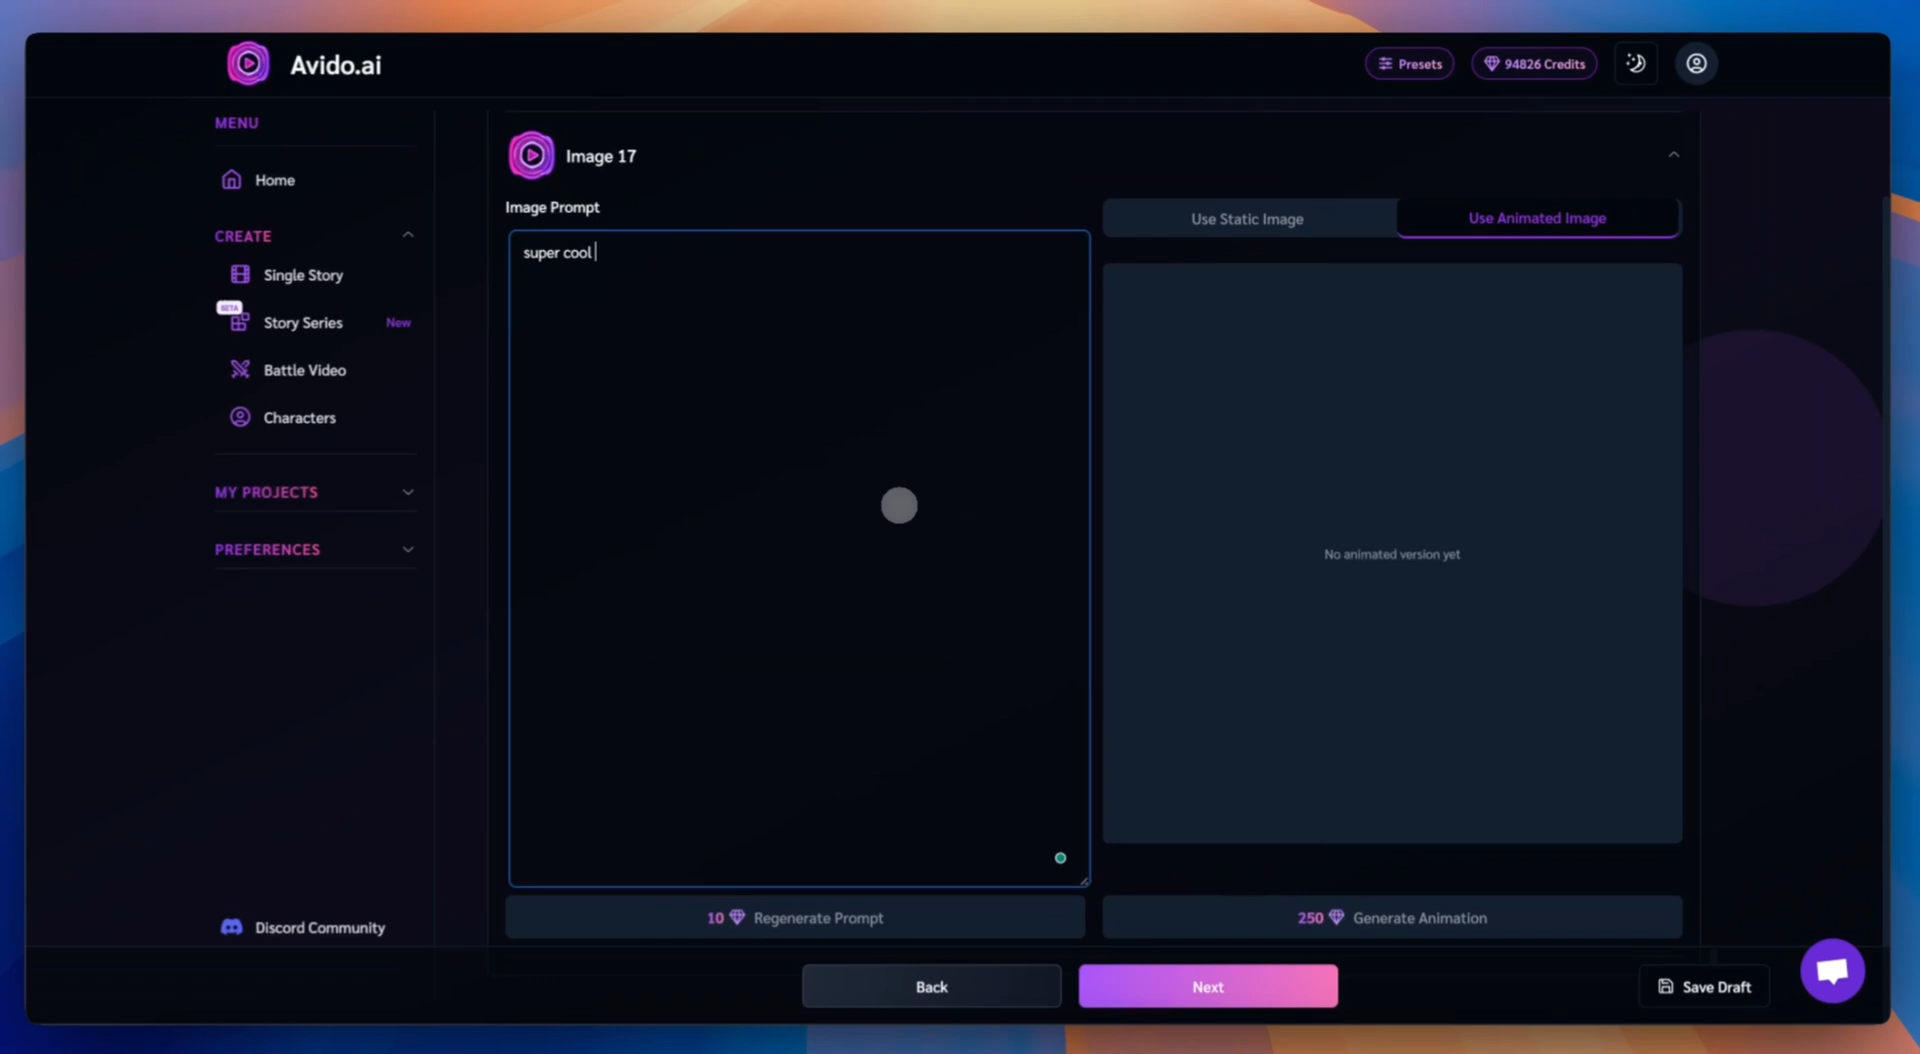 Avido.ai
Presets
94826 Credits
MENU
Home
CREATE
Single Story
BETA
Story Series New
Battle Video
Characters
MY PROJECTS
PREFERENCES
Discord Community
Image 17
Image Prompt
super cool
Use Static Image
Use Animated Image
No animated version yet
10 Regenerate Prompt
250 Generate Animation
Back
Next
Save Draft